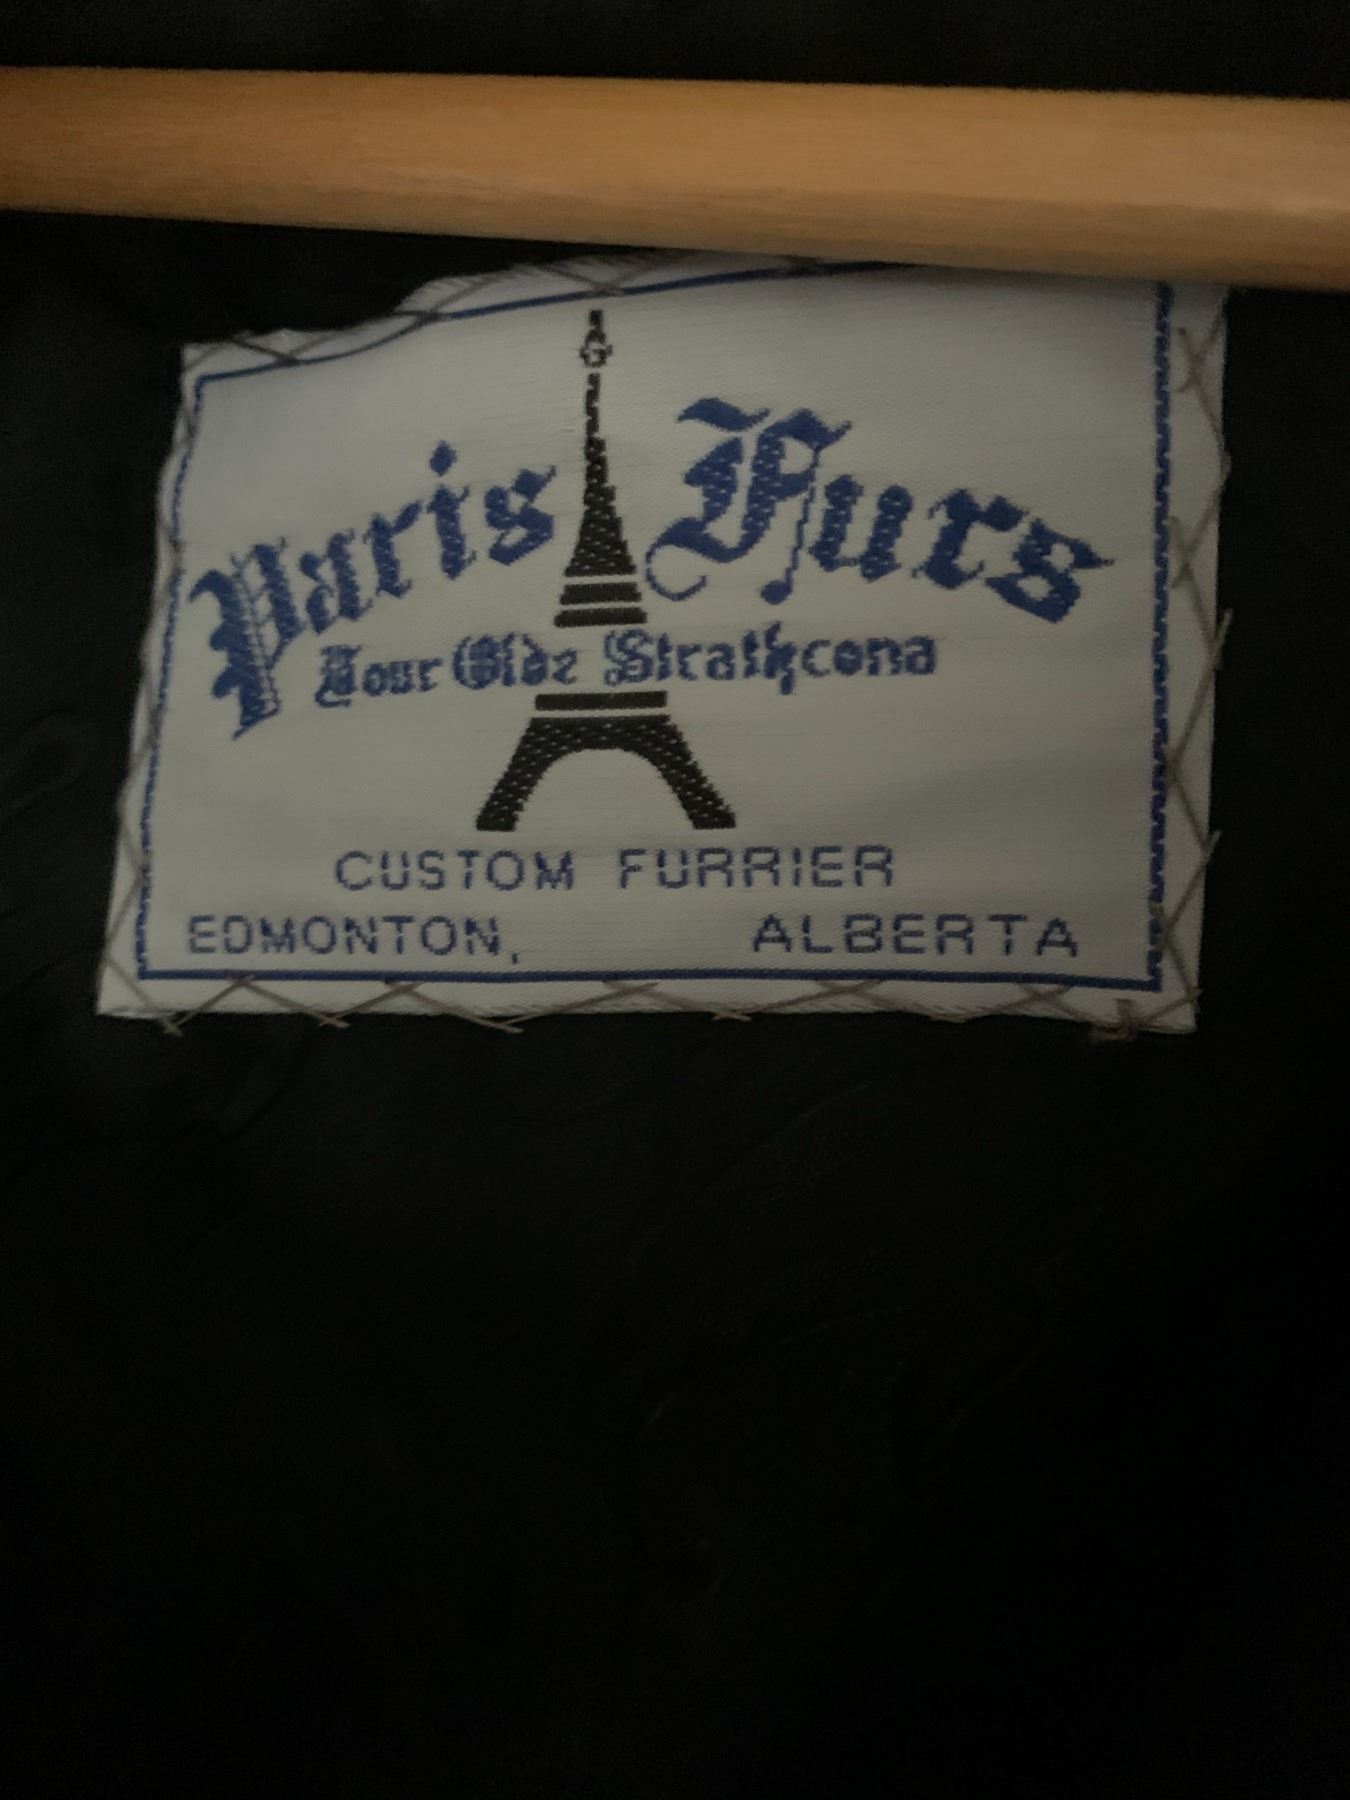 Paris Furs
Your Olde Strathcona
CUSTOM FURRIER
EDMONTON, ALBERTA